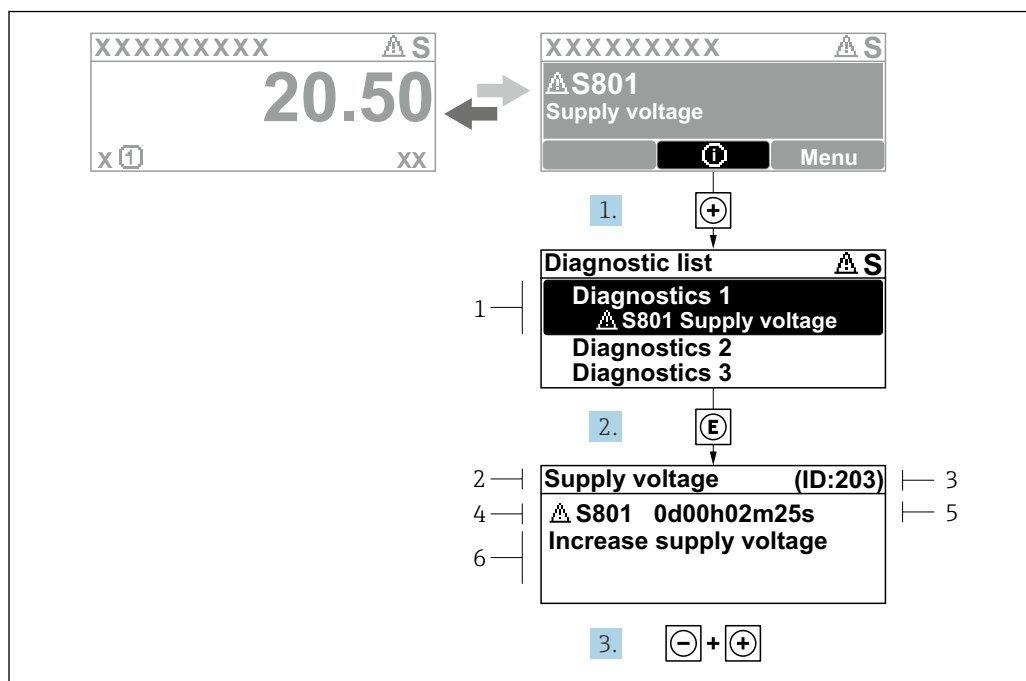 XXXXXXXXX ⚠ S
20.50
X ① XX
XXXXXXXXX ⚠ S
⚠ S801
Supply voltage
ⓘ Menu
1. +
Diagnostic list ⚠ S
1
Diagnostics 1
⚠ S801 Supply voltage
Diagnostics 2
Diagnostics 3
2. E
2 Supply voltage (ID:203) 3
4 ⚠ S801 0d00h02m25s 5
6 Increase supply voltage
3. - + +